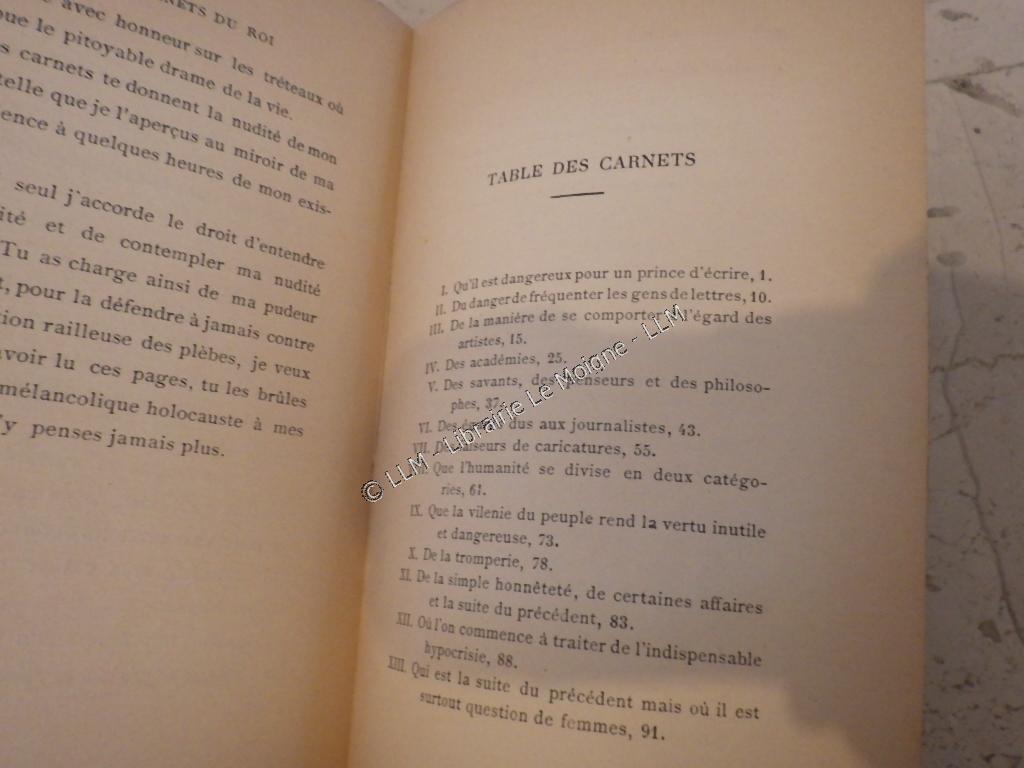 RNETS DU ROI
avec honneur sur les tréteaux où
que le pitoyable drame de la vie.
s carnets te donnent la nudité de mon
telle que je l'aperçus au miroir de ma
ence à quelques heures de mon exis-
seul j'accorde le droit d'entendre
ité et de contempler ma nudité
Tu as charge ainsi de ma pudeur
t, pour la défendre à jamais contre
tion railleuse des plèbes, je veux
avoir lu ces pages, tu les brûles
mélancolique holocauste à mes
'y penses jamais plus.
TABLE DES CARNETS
I. Qu'il est dangereux pour un prince d'écrire, 1.
II. Du danger de fréquenter les gens de lettres, 10.
III. De la manière de se comporter l'égard des
artistes, 15.
IV. Des académies, 25.
V. Des savants, des penseurs et des philoso-
phes, 37.
VI. dus aux journalistes, 43.
VII. faiseurs de caricatures, 55.
Que l'humanité se divise en deux catégo-
ries, 61.
IX. Que la vilenie du peuple rend la vertu inutile
et dangereuse, 73.
X. De la tromperie, 78.
XI. De la simple honnêteté, de certaines affaires
et la suite du précédent, 83.
XII. Où l'on commence à traiter de l'indispensable
hypocrisie, 88.
XIII. Qui est la suite du précédent mais où il est
surtout question de femmes, 91.
© LLM - Librairie Le Moigne - LLM